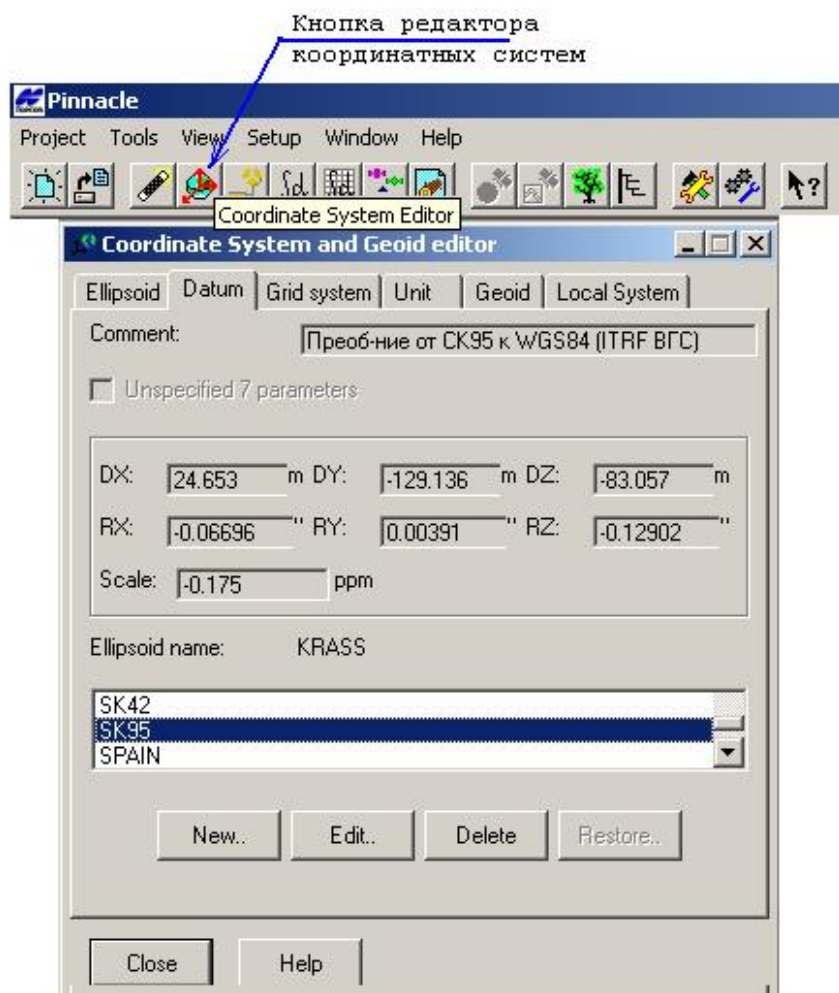 Кнопка редактора
координатных систем
Pinnacle
Project Tools View Setup Window Help
Coordinate System Editor
Coordinate System and Geoid editor
Ellipsoid Datum Grid system Unit Geoid Local System
Comment: Преоб-ние от СК95 к WGS84 (ITRF ВГС)
Unspecified 7 parameters
DX: 24.653 m DY: -129.136 m DZ: -83.057 m
RX: -0.06696 " RY: 0.00391 " RZ: -0.12902 "
Scale: -0.175 ppm
Ellipsoid name: KRASS
SK42
SK95
SPAIN
New.. Edit.. Delete Restore..
Close Help